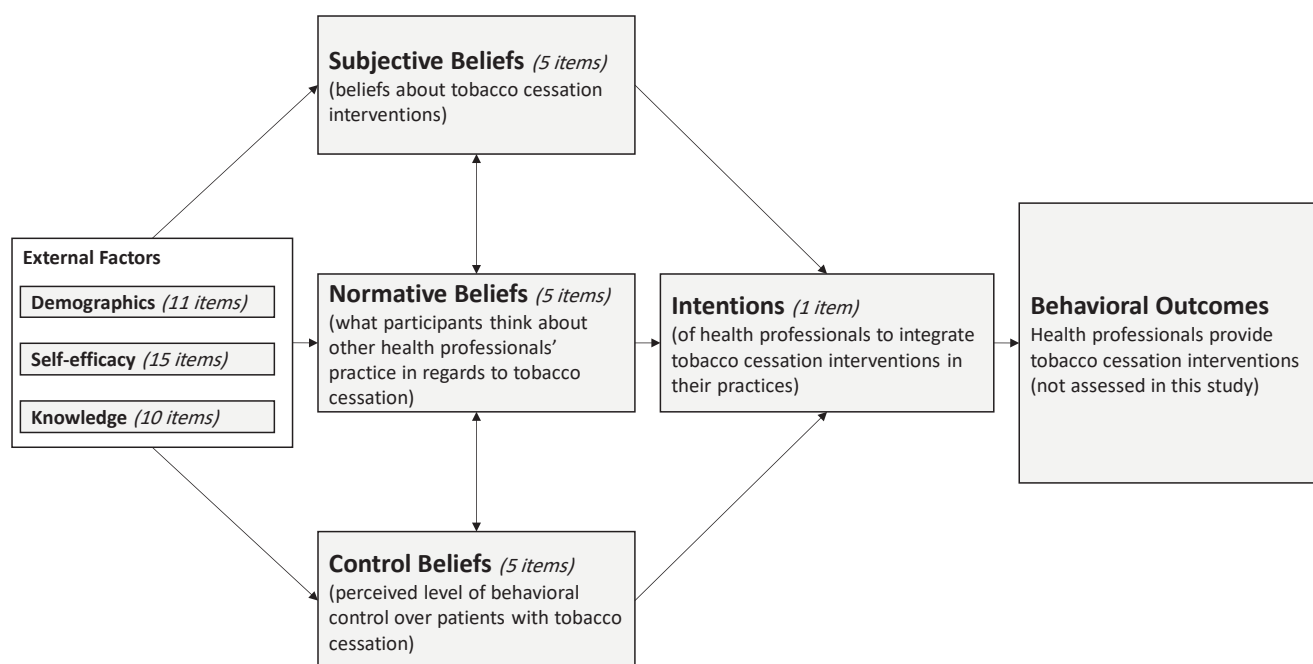 Subjective Beliefs (5 items)
(beliefs about tobacco cessation
interventions)
External Factors
Demographics (11 items)
Self-efficacy (15 items)
Knowledge (10 items)
Normative Beliefs (5 items)
(what participants think about
other health professionals’
practice in regards to tobacco
cessation)
Intentions (1 item)
(of health professionals to integrate
tobacco cessation interventions in
their practices)
Behavioral Outcomes
Health professionals provide
tobacco cessation interventions
(not assessed in this study)
Control Beliefs (5 items)
(perceived level of behavioral
control over patients with tobacco
cessation)